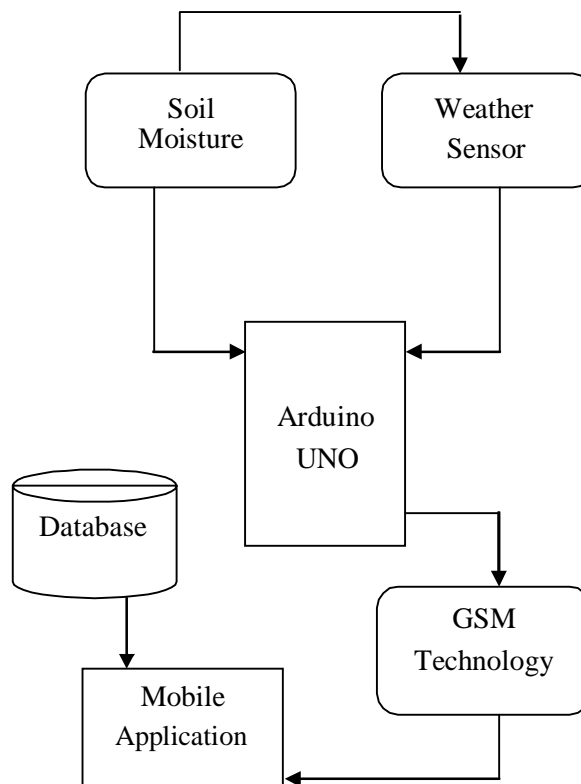 Soil
Moisture
Weather
Sensor
Arduino
UNO
Database
GSM
Technology
Mobile
Application